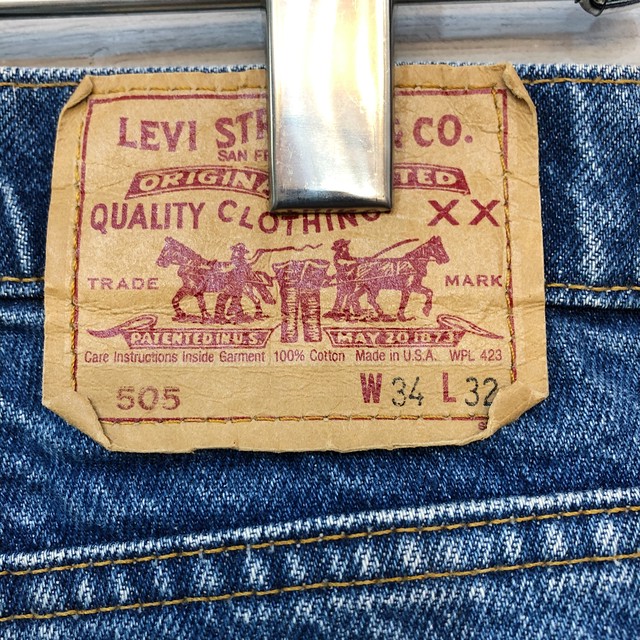 LEVI STR & CO.
SAN FR
ORIGINA TED
QUALITY CLOTHING XX
TRADE MARK
PATENTED IN U.S MAY 20 1873
Care Instructions Inside Garment 100% Cotton Made in U.S.A. WPL 423
505 W 34 L 32